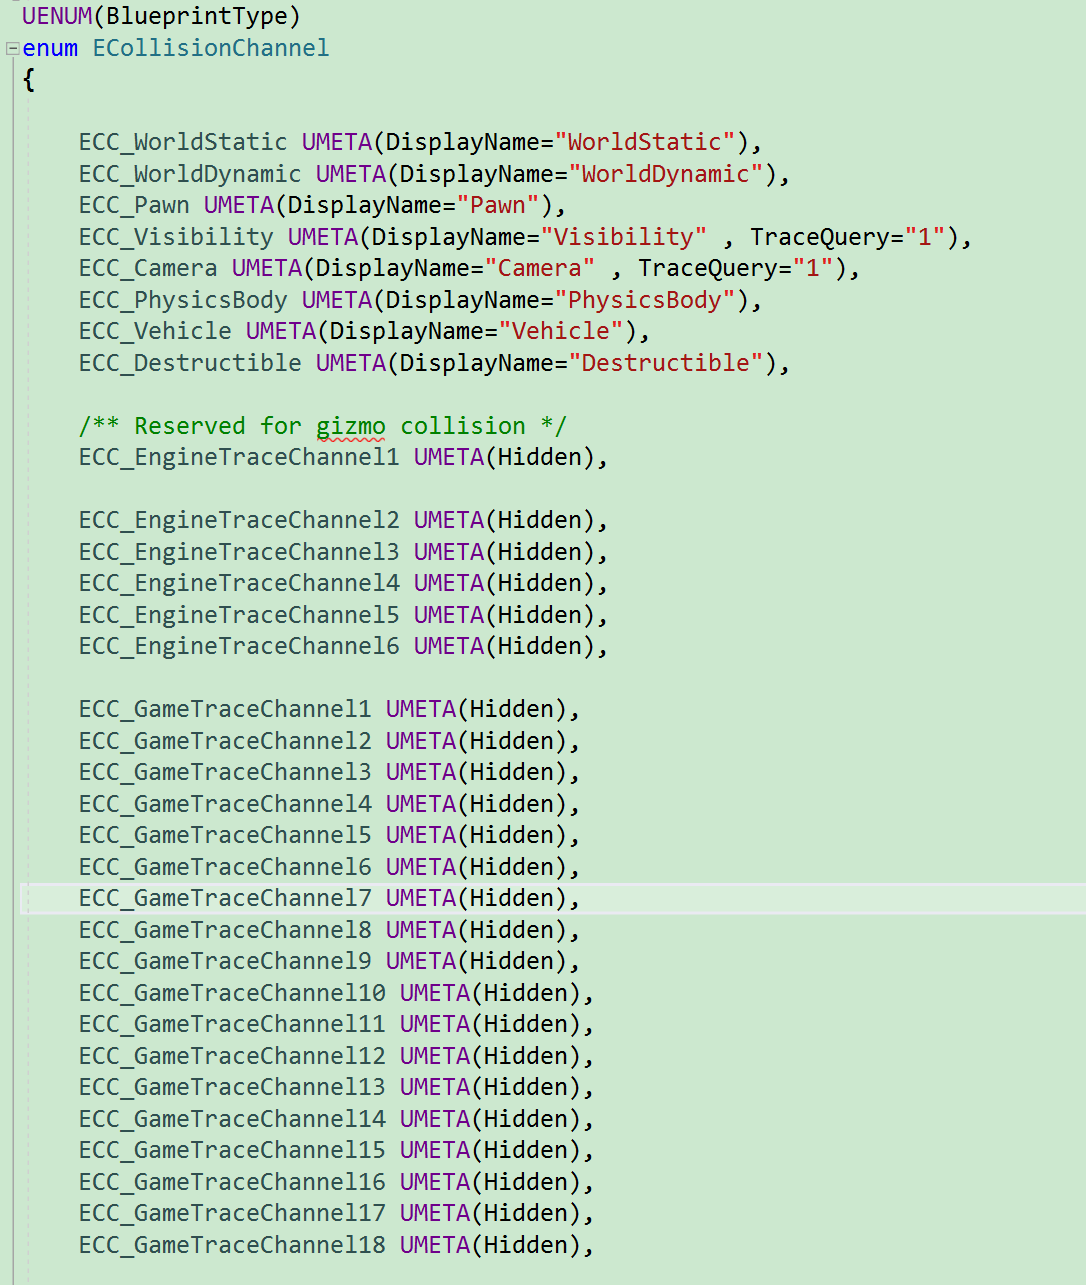 UENUM(BlueprintType)
enum ECollisionChannel
{
ECC_WorldStatic UMETA(DisplayName="WorldStatic"),
ECC_WorldDynamic UMETA(DisplayName="WorldDynamic"),
ECC_Pawn UMETA(DisplayName="Pawn"),
ECC_Visibility UMETA(DisplayName="Visibility" , TraceQuery="1"),
ECC_Camera UMETA(DisplayName="Camera" , TraceQuery="1"),
ECC_PhysicsBody UMETA(DisplayName="PhysicsBody"),
ECC_Vehicle UMETA(DisplayName="Vehicle"),
ECC_Destructible UMETA(DisplayName="Destructible"),
/** Reserved for gizmo collision */
ECC_EngineTraceChannel1 UMETA(Hidden),
ECC_EngineTraceChannel2 UMETA(Hidden),
ECC_EngineTraceChannel3 UMETA(Hidden),
ECC_EngineTraceChannel4 UMETA(Hidden),
ECC_EngineTraceChannel5 UMETA(Hidden),
ECC_EngineTraceChannel6 UMETA(Hidden),
ECC_GameTraceChannel1 UMETA(Hidden),
ECC_GameTraceChannel2 UMETA(Hidden),
ECC_GameTraceChannel3 UMETA(Hidden),
ECC_GameTraceChannel4 UMETA(Hidden),
ECC_GameTraceChannel5 UMETA(Hidden),
ECC_GameTraceChannel6 UMETA(Hidden),
ECC_GameTraceChannel7 UMETA(Hidden),
ECC_GameTraceChannel8 UMETA(Hidden),
ECC_GameTraceChannel9 UMETA(Hidden),
ECC_GameTraceChannel10 UMETA(Hidden),
ECC_GameTraceChannel11 UMETA(Hidden),
ECC_GameTraceChannel12 UMETA(Hidden),
ECC_GameTraceChannel13 UMETA(Hidden),
ECC_GameTraceChannel14 UMETA(Hidden),
ECC_GameTraceChannel15 UMETA(Hidden),
ECC_GameTraceChannel16 UMETA(Hidden),
ECC_GameTraceChannel17 UMETA(Hidden),
ECC_GameTraceChannel18 UMETA(Hidden),